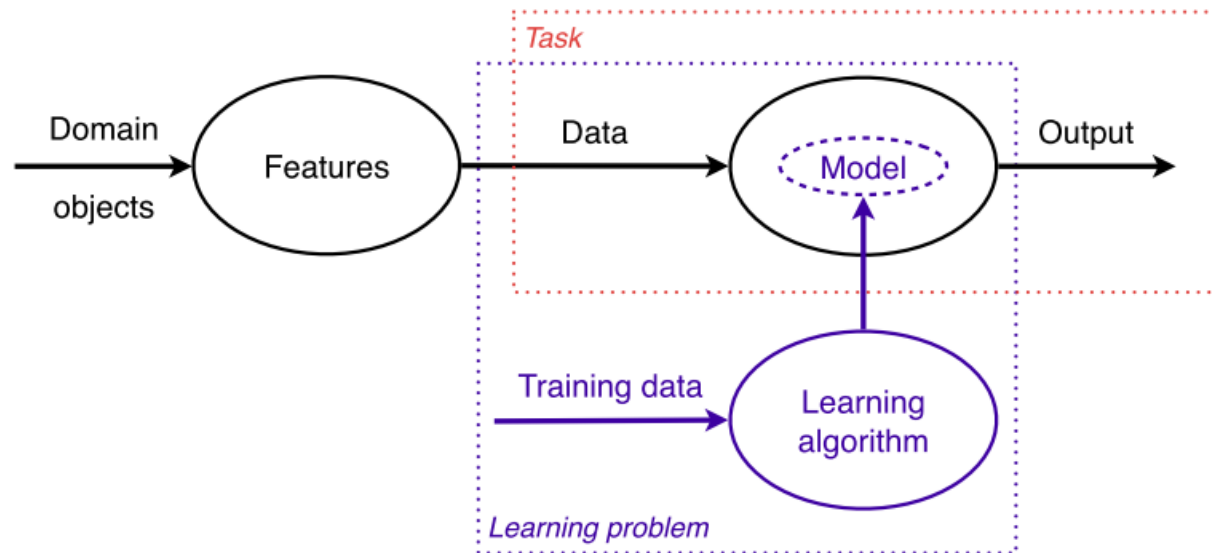 Task
Domain
objects
Features
Data
Model
Output
Training data
Learning
algorithm
Learning problem